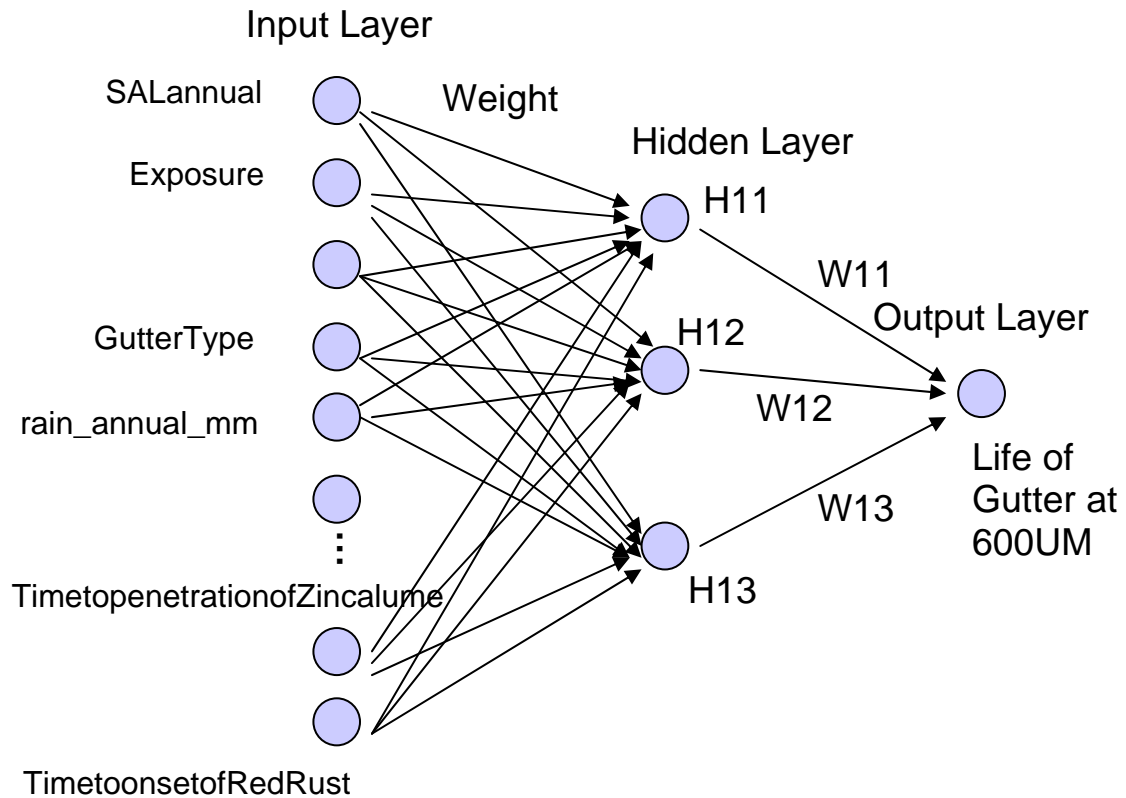 Input Layer
SALannual
Weight
Exposure
Hidden Layer
H11
W11
GutterType
H12
Output Layer
rain_annual_mm
W12
Life of
Gutter at
600UM
W13
TimetopenetrationofZincalume
H13
TimetoonsetofRedRust